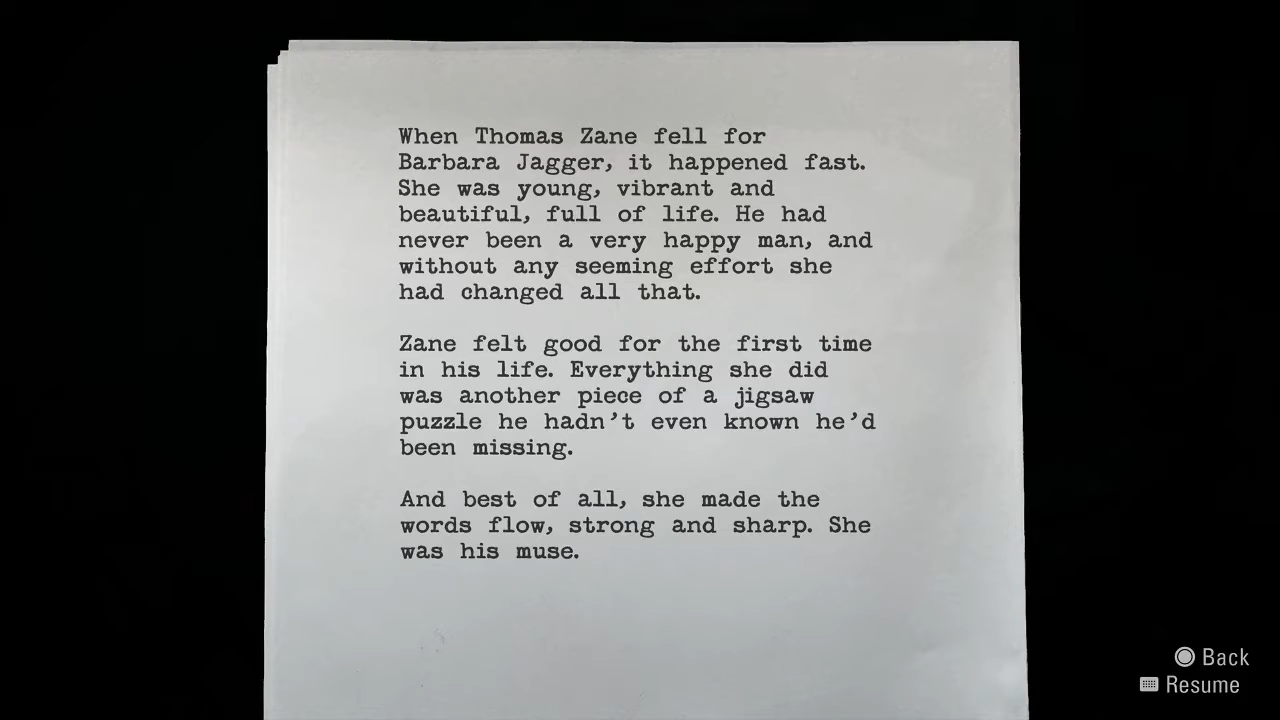 When Thomas Zane fell for
Barbara Jagger, it happened fast.
She was young, vibrant and
beautiful, full of life. He had
never been a very happy man, and
without any seeming effort she
had changed all that.
Zane felt good for the first time
in his life. Everything she did
was another piece of a jigsaw
puzzle he hadn't even known he'd
been missing.
And best of all, she made the
words flow, strong and sharp. She
was his muse.
Back
Resume